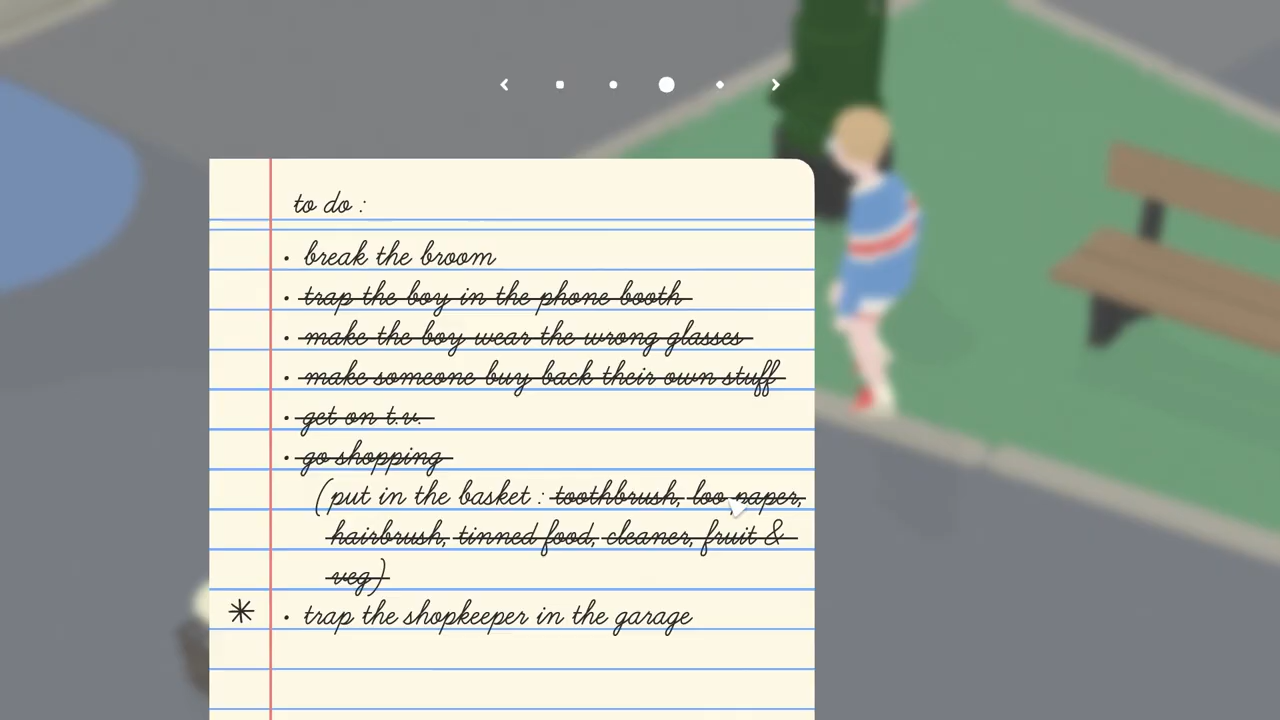 to do :
• break the broom
• trap the boy in the phone booth
• make the boy wear the wrong glasses
• make someone buy back their own stuff
• get on t.v.
• go shopping
(put in the basket : toothbrush, loo paper,
hairbrush, tinned food, cleaner, fruit &
veg)
* • trap the shopkeeper in the garage